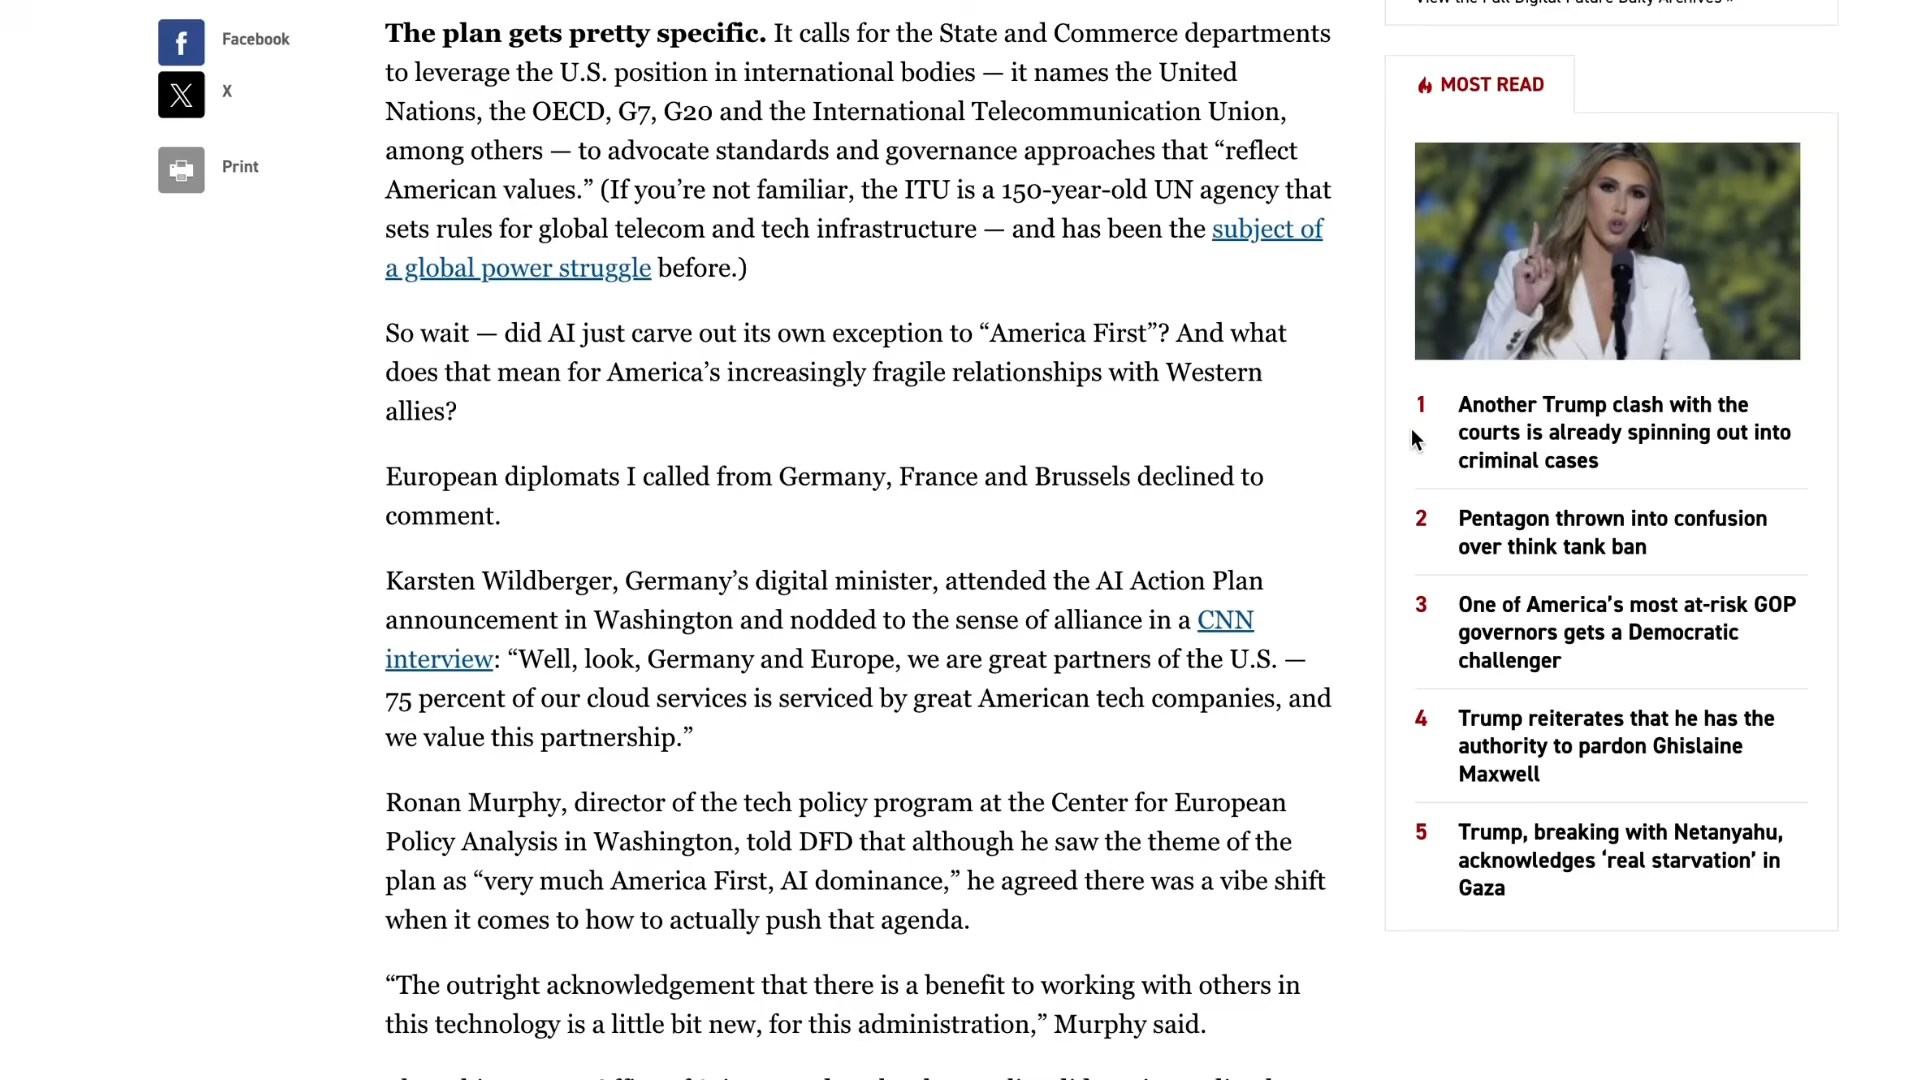 Facebook
X
Print
The plan gets pretty specific. It calls for the State and Commerce departments
to leverage the U.S. position in international bodies — it names the United
Nations, the OECD, G7, G20 and the International Telecommunication Union,
among others — to advocate standards and governance approaches that “reflect
American values.” (If you’re not familiar, the ITU is a 150-year-old UN agency that
sets rules for global telecom and tech infrastructure — and has been the subject of
a global power struggle before.)
So wait — did AI just carve out its own exception to “America First”? And what
does that mean for America’s increasingly fragile relationships with Western
allies?
European diplomats I called from Germany, France and Brussels declined to
comment.
Karsten Wildberger, Germany’s digital minister, attended the AI Action Plan
announcement in Washington and nodded to the sense of alliance in a CNN
interview: “Well, look, Germany and Europe, we are great partners of the U.S. —
75 percent of our cloud services is serviced by great American tech companies, and
we value this partnership.”
Ronan Murphy, director of the tech policy program at the Center for European
Policy Analysis in Washington, told DFD that although he saw the theme of the
plan as “very much America First, AI dominance,” he agreed there was a vibe shift
when it comes to how to actually push that agenda.
“The outright acknowledgement that there is a benefit to working with others in
this technology is a little bit new, for this administration,” Murphy said.
View the Full Digital Future Daily Archives »
MOST READ
1 Another Trump clash with the
courts is already spinning out into
criminal cases
2 Pentagon thrown into confusion
over think tank ban
3 One of America’s most at-risk GOP
governors gets a Democratic
challenger
4 Trump reiterates that he has the
authority to pardon Ghislaine
Maxwell
5 Trump, breaking with Netanyahu,
acknowledges ‘real starvation’ in
Gaza